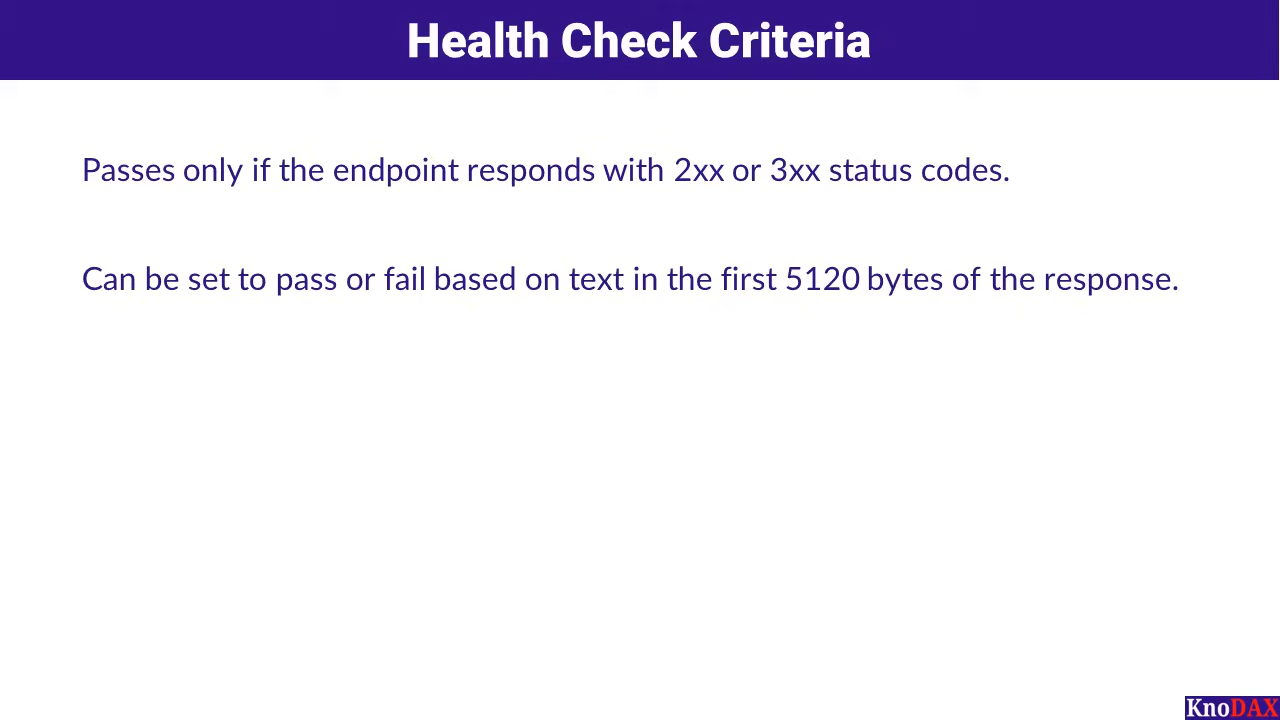 Health Check Criteria
Passes only if the endpoint responds with 2xx or 3xx status codes.
Can be set to pass or fail based on text in the first 5120 bytes of the response.
KnoDAX